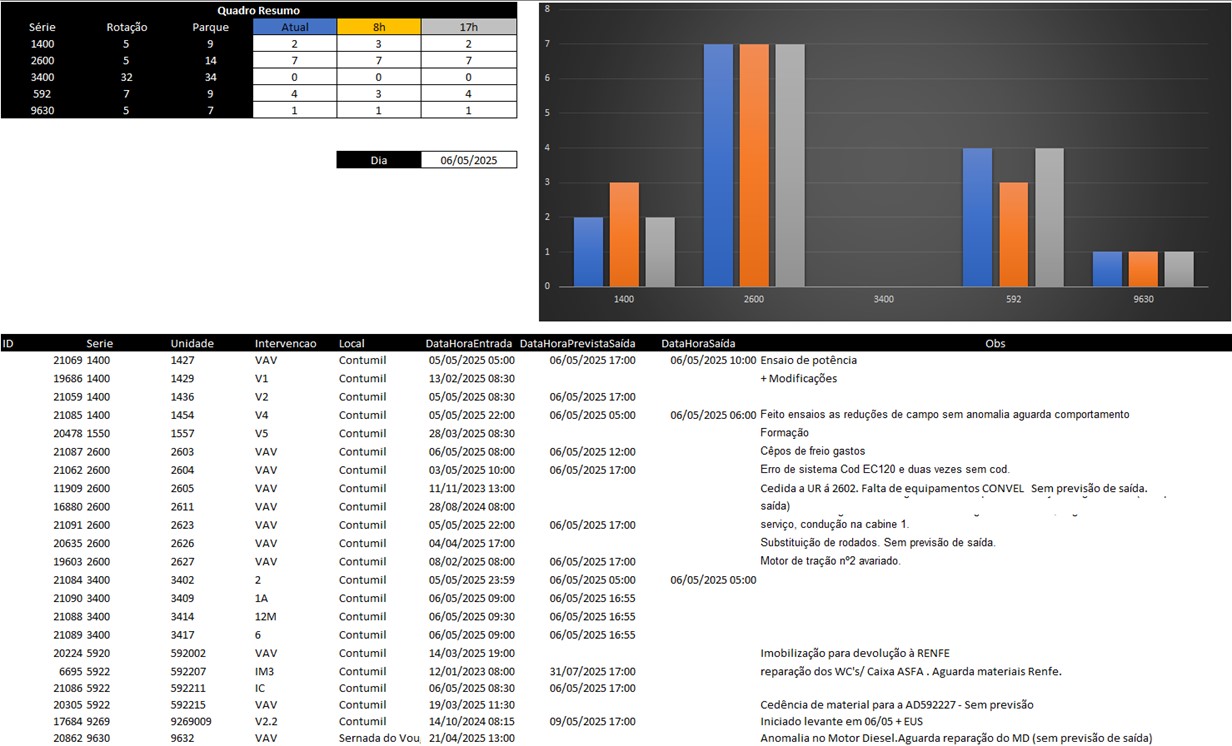 Quadro Resumo
Série Rotação Parque Atual 8h 17h
1400 5 9 2 3 2
2600 5 14 7 7 7
3400 32 34 0 0 0
592 7 9 4 3 4
9630 5 7 1 1 1
Dia 06/05/2025
8
7
6
5
4
3
2
1
0
1400 2600 3400 592 9630
ID Serie Unidade Intervencao Local DataHoraEntrada DataHoraPrevistaSaída DataHoraSaída Obs
21069 1400 1427 VAV Contumil 05/05/2025 05:00 06/05/2025 17:00 06/05/2025 10:00 Ensaio de potência
19686 1400 1429 V1 Contumil 13/02/2025 08:30 + Modificações
21059 1400 1436 V2 Contumil 05/05/2025 08:30 06/05/2025 17:00
21085 1400 1454 V4 Contumil 05/05/2025 22:00 06/05/2025 05:00 06/05/2025 06:00 Feito ensaios as reduções de campo sem anomalia aguarda comportamento
20478 1550 1557 V5 Contumil 28/03/2025 08:30 Formação
21087 2600 2603 VAV Contumil 06/05/2025 08:00 06/05/2025 12:00 Cêpos de freio gastos
21062 2600 2604 VAV Contumil 03/05/2025 10:00 06/05/2025 17:00 Erro de sistema Cod EC120 e duas vezes sem cod.
11909 2600 2605 VAV Contumil 11/11/2023 13:00 Cedida a UR á 2602. Falta de equipamentos CONVEL Sem previsão de saída.
16880 2600 2611 VAV Contumil 28/08/2024 08:00 saída)
21091 2600 2623 VAV Contumil 05/05/2025 22:00 06/05/2025 17:00 serviço, condução na cabine 1.
20635 2600 2626 VAV Contumil 04/04/2025 17:00 Substituição de rodados. Sem previsão de saída.
19603 2600 2627 VAV Contumil 08/02/2025 08:00 06/05/2025 17:00 Motor de tração nº2 avariado.
21084 3400 3402 2 Contumil 05/05/2025 23:59 06/05/2025 05:00 06/05/2025 05:00
21090 3400 3409 1A Contumil 06/05/2025 09:00 06/05/2025 16:55
21088 3400 3414 12M Contumil 06/05/2025 09:30 06/05/2025 16:55
21089 3400 3417 6 Contumil 06/05/2025 09:00 06/05/2025 16:55
20224 5920 592002 VAV Contumil 14/03/2025 19:00 Imobilização para devolução à RENFE
6695 5922 592207 IM3 Contumil 12/01/2023 08:00 31/07/2025 17:00 reparação dos WC's/ Caixa ASFA . Aguarda materiais Renfe.
21086 5922 592211 IC Contumil 06/05/2025 08:30 06/05/2025 17:00
20305 5922 592215 VAV Contumil 19/03/2025 11:30 Cedência de material para a AD592227 - Sem previsão
17684 9269 9269009 V2.2 Contumil 14/10/2024 08:15 09/05/2025 17:00 Iniciado levante em 06/05 + EUS
20862 9630 9632 VAV Sernada do Vou 21/04/2025 13:00 Anomalia no Motor Diesel.Aguarda reparação do MD (sem previsão de saída)